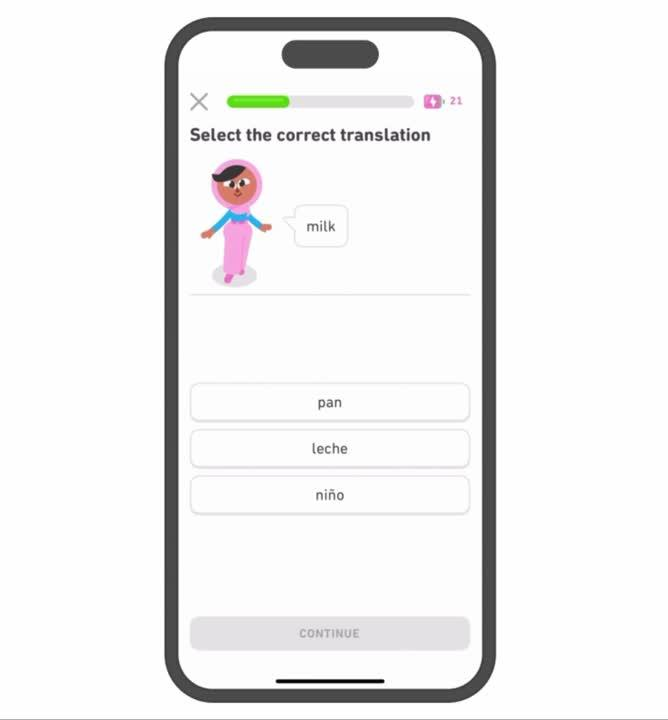 21
Select the correct translation
milk
pan
leche
niño
CONTINUE